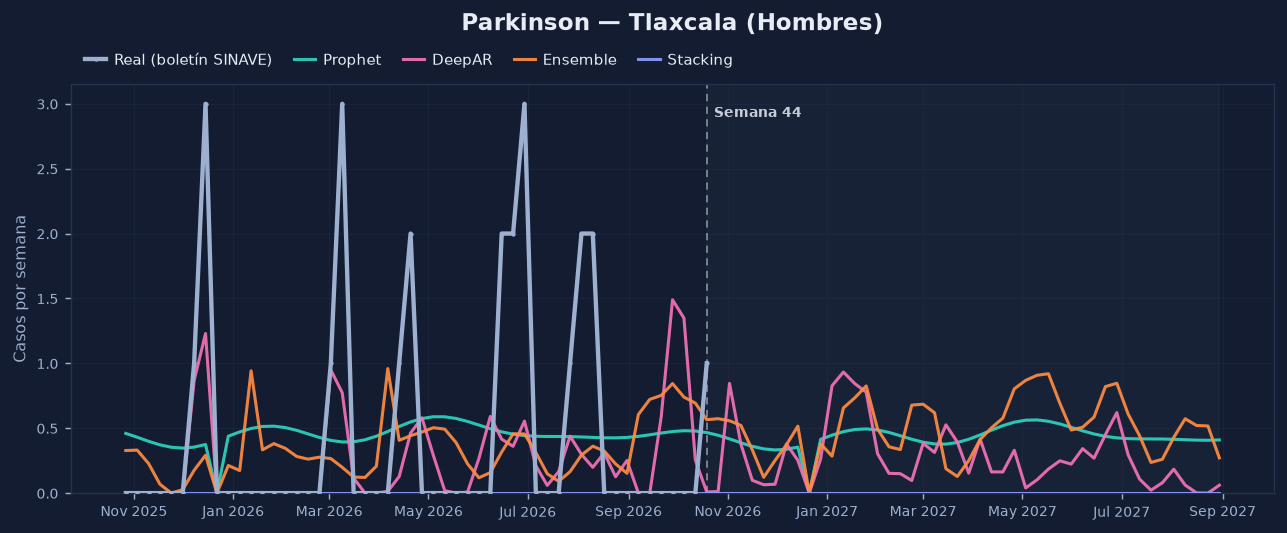 Parkinson — Tlaxcala (Hombres)
Real (boletín SINAVE) Prophet DeepAR Ensemble Stacking
Semana 44
Casos por semana
3.0
2.5
2.0
1.5
1.0
0.5
0.0
Nov 2025 Jan 2026 Mar 2026 May 2026 Jul 2026 Sep 2026 Nov 2026 Jan 2027 Mar 2027 May 2027 Jul 2027 Sep 2027